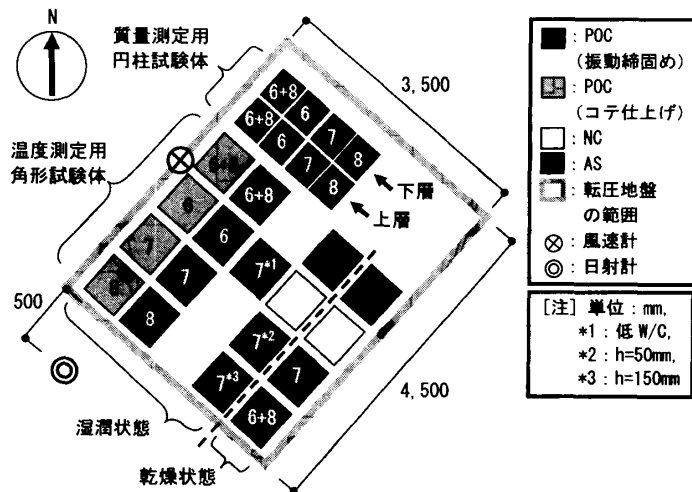 N
質量測定用
円柱試験体
3,500
6+8
6+8
6
6
7
7
8
8
下層
上層
温度測定用
角形試験体
6
7
6+8
6
7
8
7*1
7*2
7*3
7
6+8
500
4,500
湿潤状態
乾燥状態
: POC
(振動締固め)
: POC
(コテ仕上げ)
: NC
: AS
: 転圧地盤
の範囲
: 風速計
: 日射計
[注] 単位 : mm,
*1 : 低 W/C,
*2 : h=50mm,
*3 : h=150mm